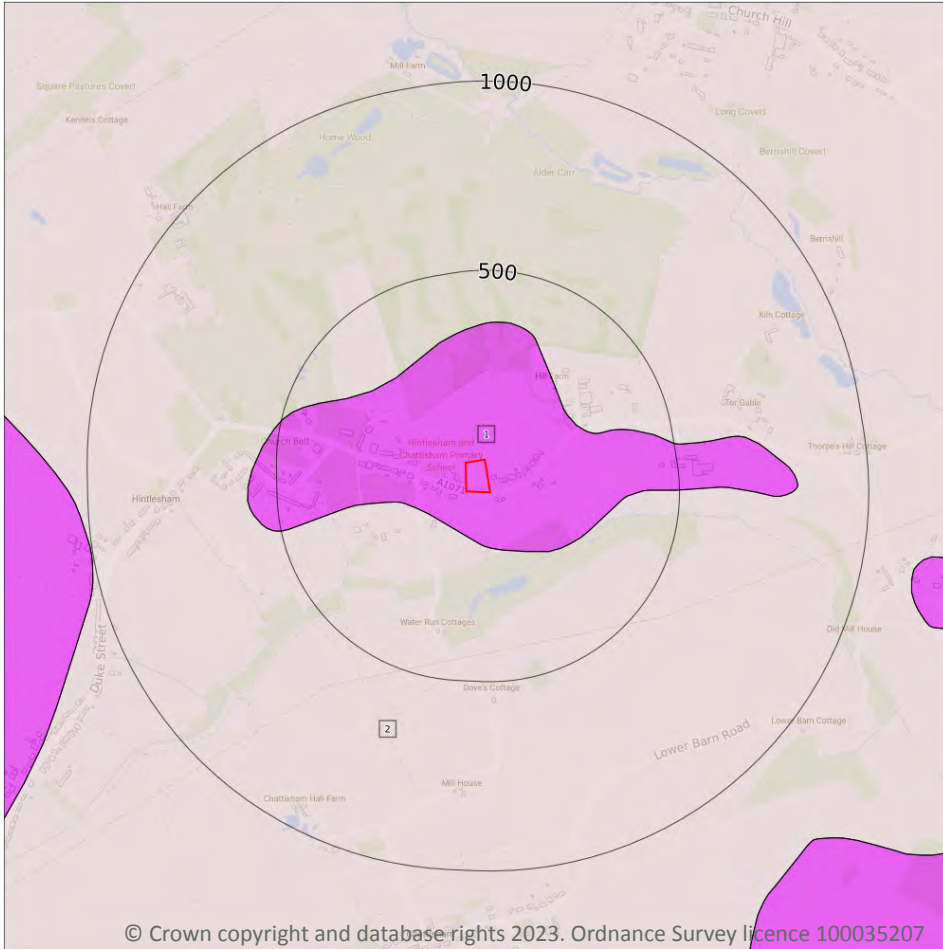 Church Hill
Mill Farm
1000
Square Pastures Covert
Long Covert
Kennels Cottage
Home Wood
Berrishill Covert
Alder Carr
Hall Farm
Berrishill
500
Kiln Cottage
Hill Farm
Tor Gable
1
Church Belt
Hintlesham and
Chattisham Primary
School
Thorpe's Hill Cottage
A1071
Hintlesham
Water Run Cottages
Old Mill House
Duke Street
Dove's Cottage
2
Lower Barn Cottage
Lower Barn Road
Mill House
Chattisham Hall Farm
© Crown copyright and database rights 2023. Ordnance Survey licence 100035207